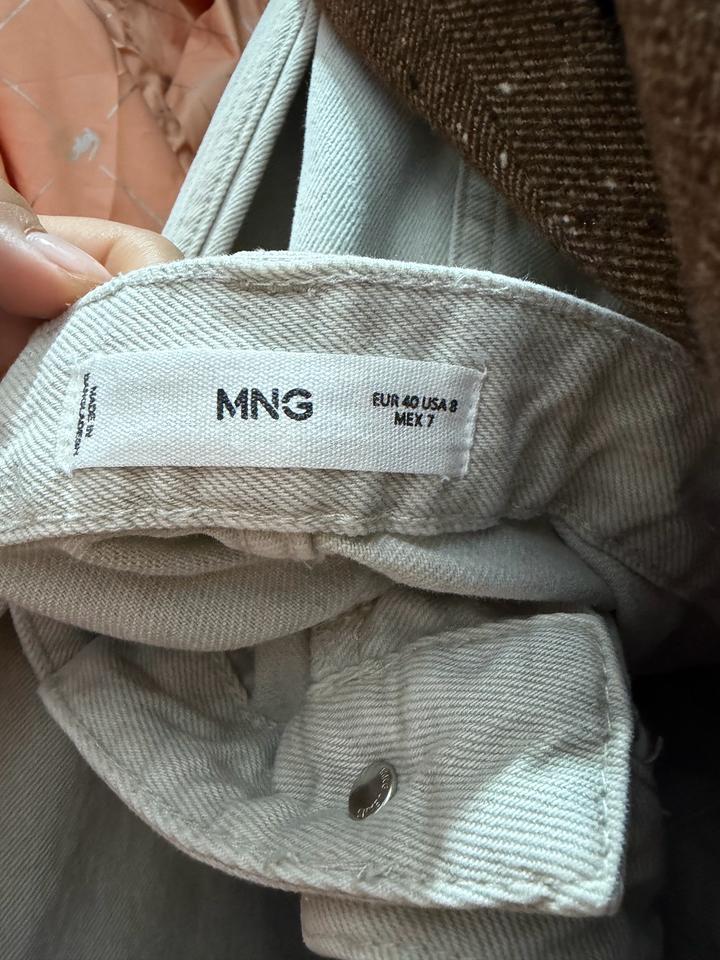 MADE IN
BANGLADESH
MNG
EUR 40 USA 8
MEX 7